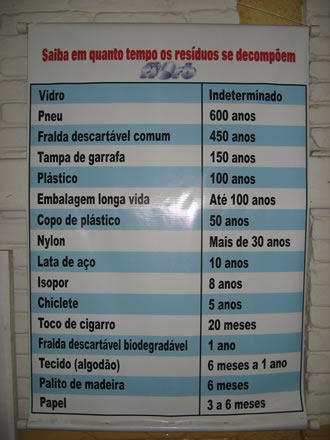 Saiba em quanto tempo os resíduos se decompõem
Vidro Indeterminado
Pneu 600 anos
Fralda descartável comum 450 anos
Tampa de garrafa 150 anos
Plástico 100 anos
Embalagem longa vida Até 100 anos
Copo de plástico 50 anos
Nylon Mais de 30 anos
Lata de aço 10 anos
Isopor 8 anos
Chiclete 5 anos
Toco de cigarro 20 meses
Fralda descartável biodegradável 1 ano
Tecido (algodão) 6 meses a 1 ano
Palito de madeira 6 meses
Papel 3 a 6 meses